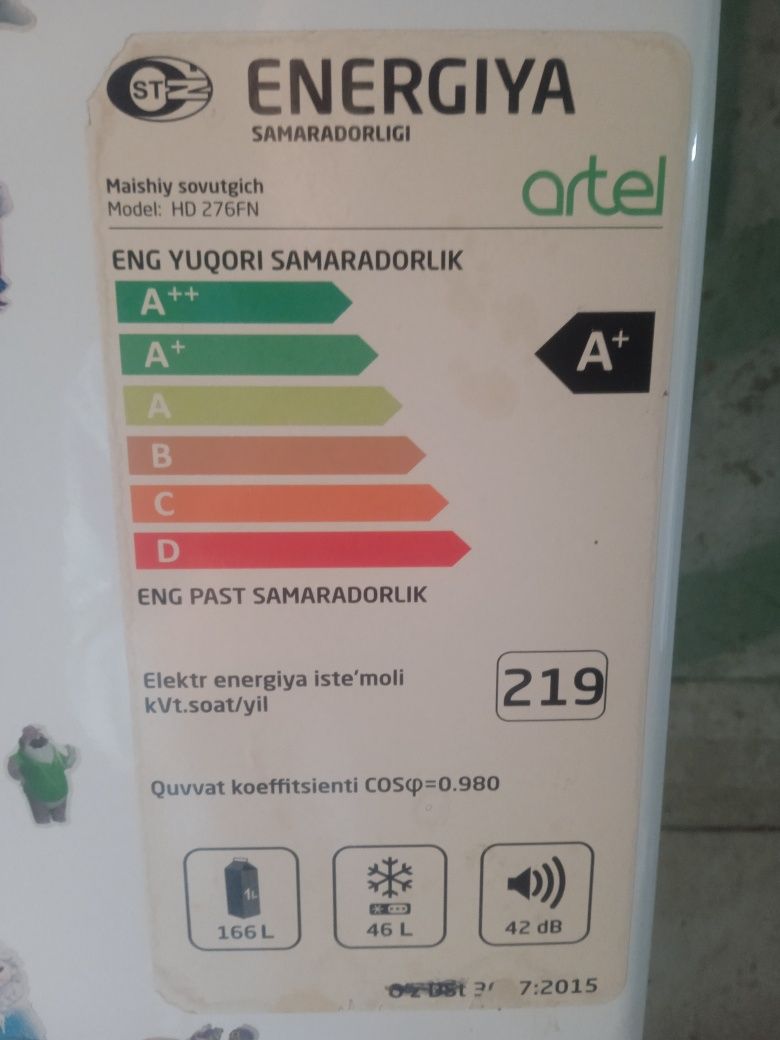 ST
ENERGIYA
SAMARADORLIGI
artel
Maishiy sovutgich
Model: HD 276FN
ENG YUQORI SAMARADORLIK
A++
A+
A+
A
B
C
D
ENG PAST SAMARADORLIK
Elektr energiya iste'moli
kVt.soat/yil
219
Quvvat koeffitsienti COSφ=0.980
1L
166 L
46 L
42 dB
7:2015